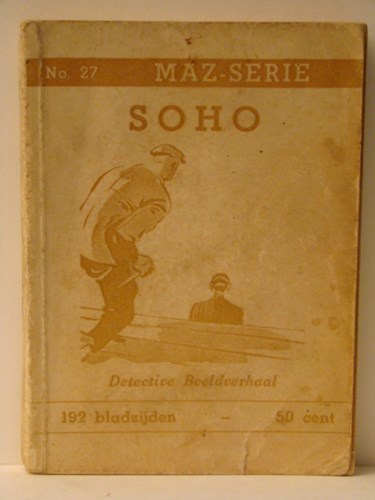 No. 27 MAZ-SERIE
SOHO
Detective Beeldverhaal
192 bladzijden - 50 cent